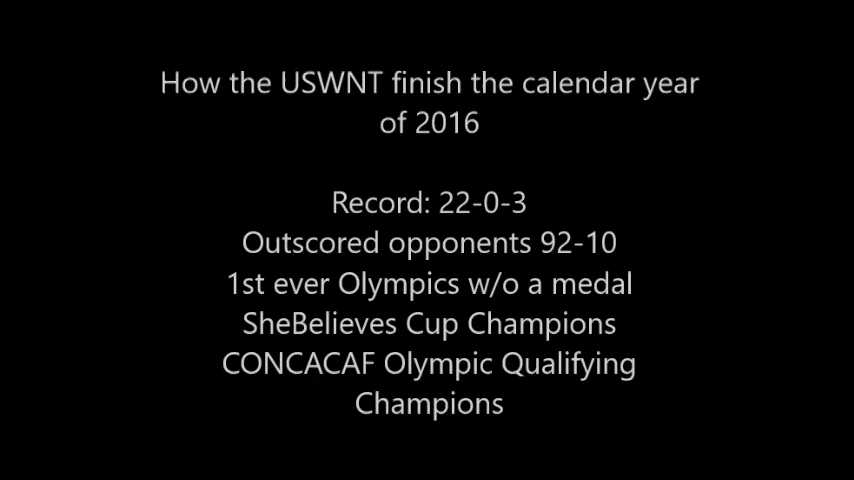 How the USWNT finish the calendar year
of 2016
Record: 22-0-3
Outscored opponents 92-10
1st ever Olympics w/o a medal
SheBelieves Cup Champions
CONCACAF Olympic Qualifying
Champions